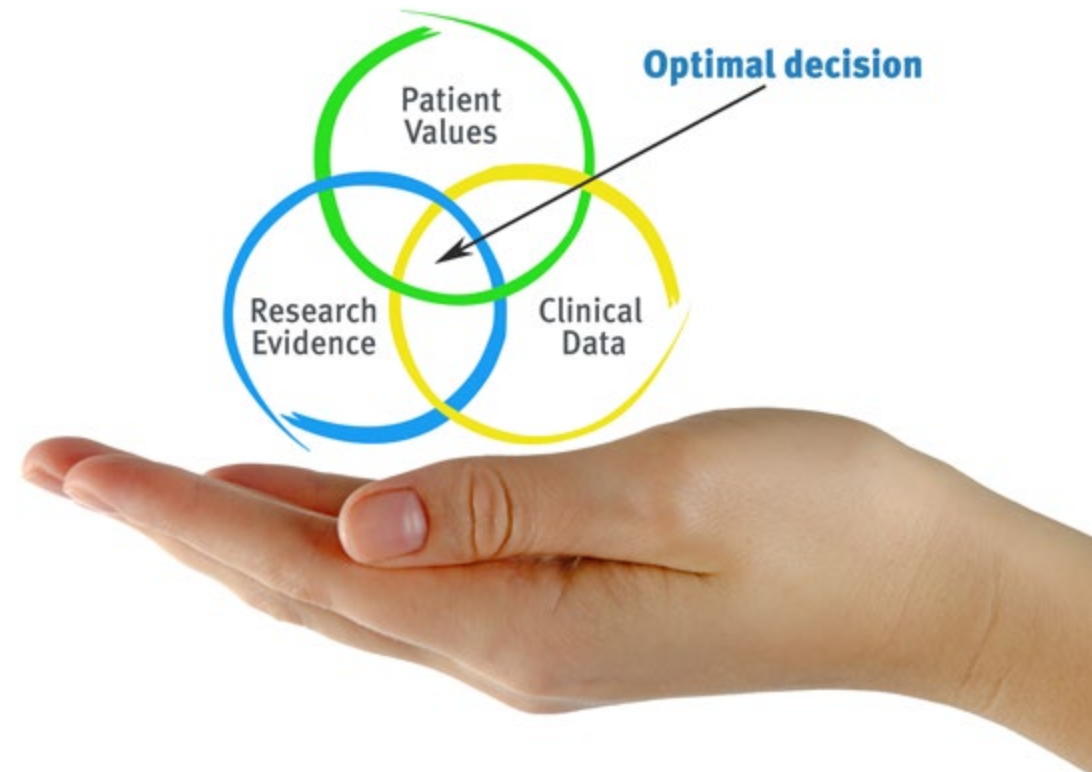 Optimal decision
Patient
Values
Research
Evidence
Clinical
Data